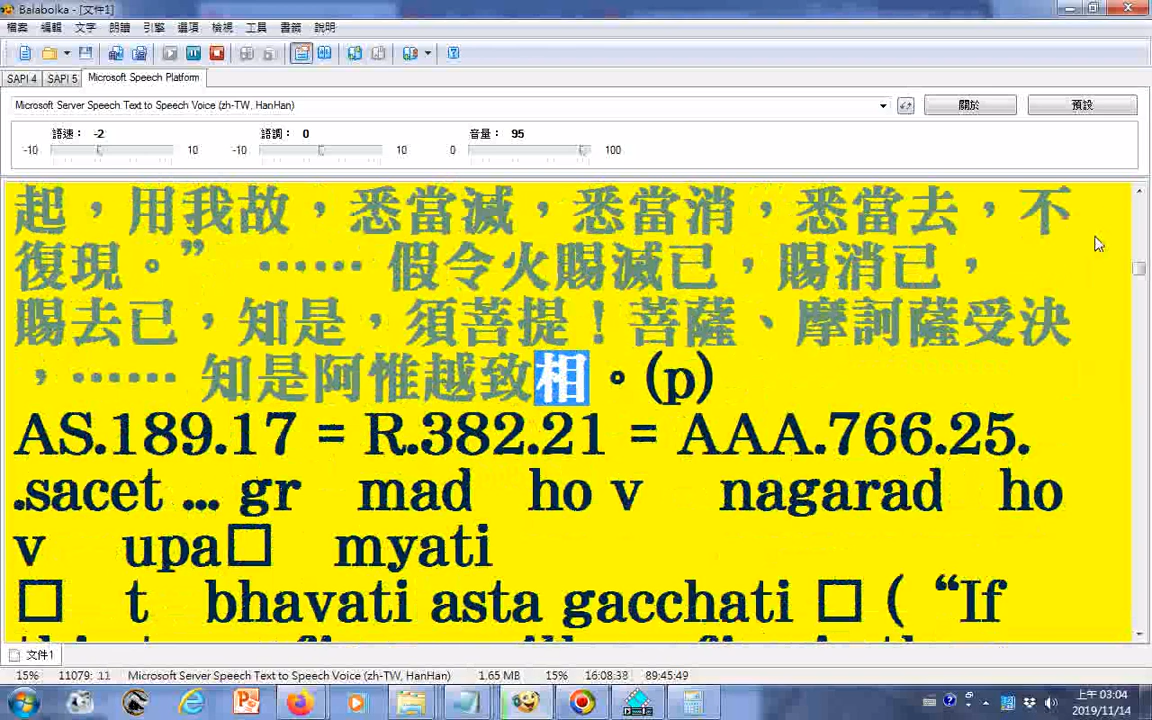 Balabolka - [文件1]
檔案 編輯 文字 朗讀 引擎 選項 檢視 工具 書籤 說明
SAPI 4 SAPI 5 Microsoft Speech Platform
Microsoft Server Speech Text to Speech Voice (zh-TW, HanHan) 關於 預設
語速: -2 語調: 0 音量: 95
-10 10 -10 10 0 100
起，用我故，悉當滅，悉當消，悉當去，不
復現。” …… 假令火賜滅已，賜消已，
賜去已，知是，須菩提！菩薩、摩訶薩受決
，…… 知是阿惟越致相。(p)
AS.189.17 = R.382.21 = AAA.766.25.
.sacet ... gr mad ho v nagarad ho
v upa□ myati
□ t bhavati asta gacchati □ ( “If
文件1
15% 11079: 11 Microsoft Server Speech Text to Speech Voice (zh-TW, HanHan) 1.65 MB 15% 16:08:38 89:45:49
上午 03:04
2019/11/14